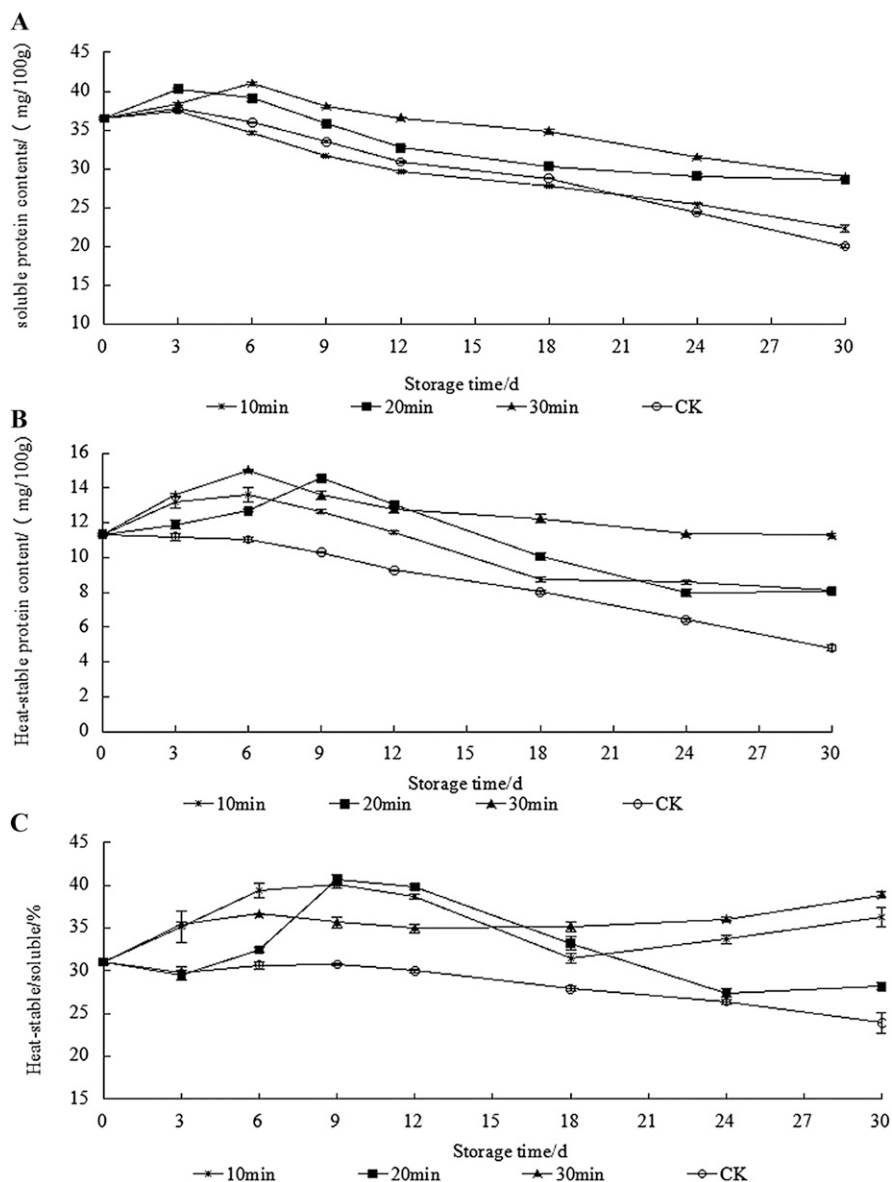 A
soluble protein contents/ ( mg/100g)
45
40
35
30
25
20
15
10
0 3 6 9 12 15 18 21 24 27 30
Storage time/d
10min 20min 30min CK
B
Heat-stable protein content/ ( mg/100g)
16
14
12
10
8
6
4
2
0
0 3 6 9 12 15 18 21 24 27 30
Storage time/d
10min 20min 30min CK
C
Heat-stable/soluble/%
45
40
35
30
25
20
15
0 3 6 9 12 15 18 21 24 27 30
Storage time/d
10min 20min 30min CK